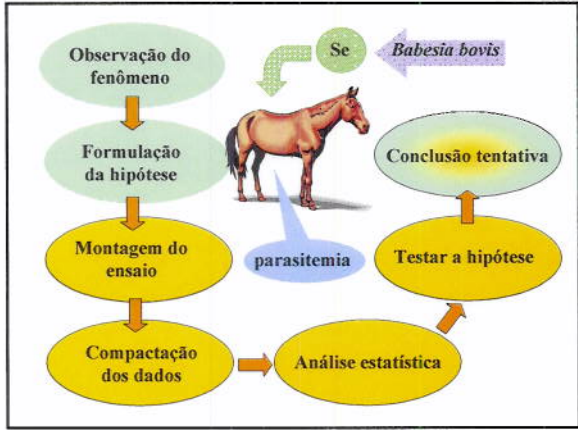 Observação do
fenômeno
Se
Babesia bovis
Formulação
da hipótese
Conclusão tentativa
Montagem do
ensaio
parasitemia
Testar a hipótese
Compactação
dos dados
Análise estatística